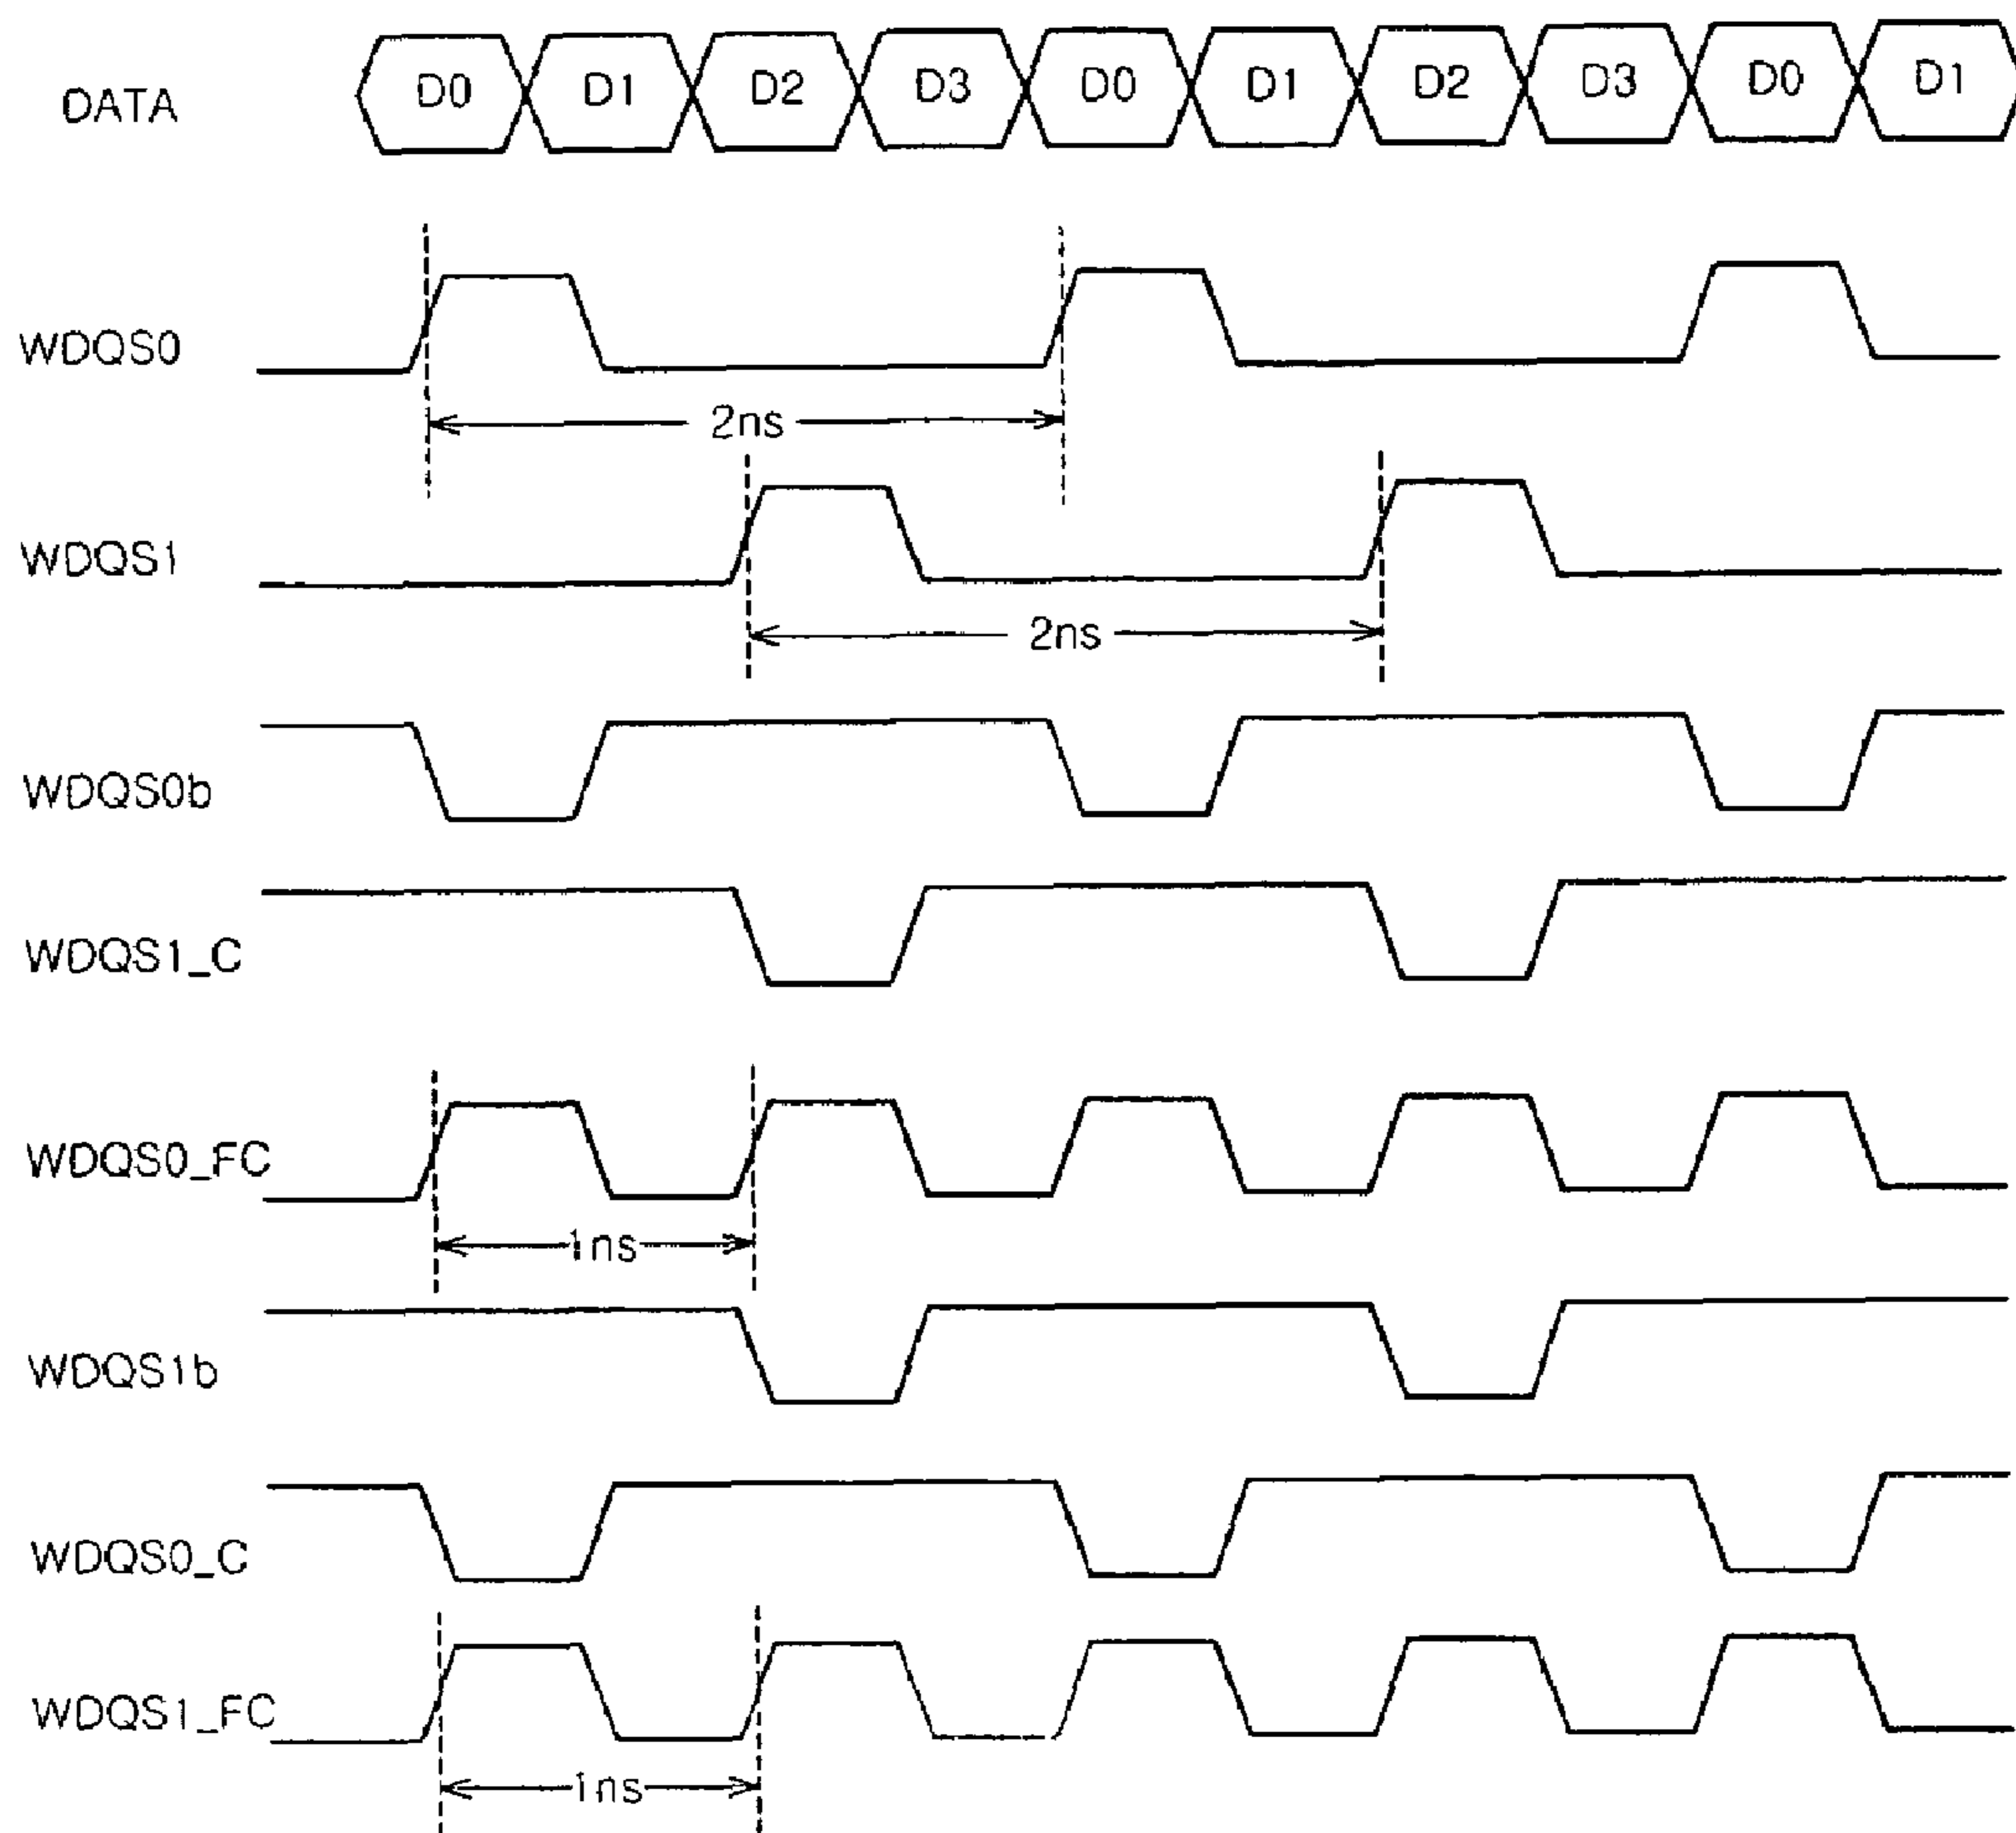 DATA D0 D1 D2 D3 D0 D1 D2 D3 D0 D1
WDQS0
2ns
WDQS1
2ns
WDQS0b
WDQS1_C
WDQS0_FC
1ns
WDQS1b
WDQS0_C
WDQS1_FC
1ns